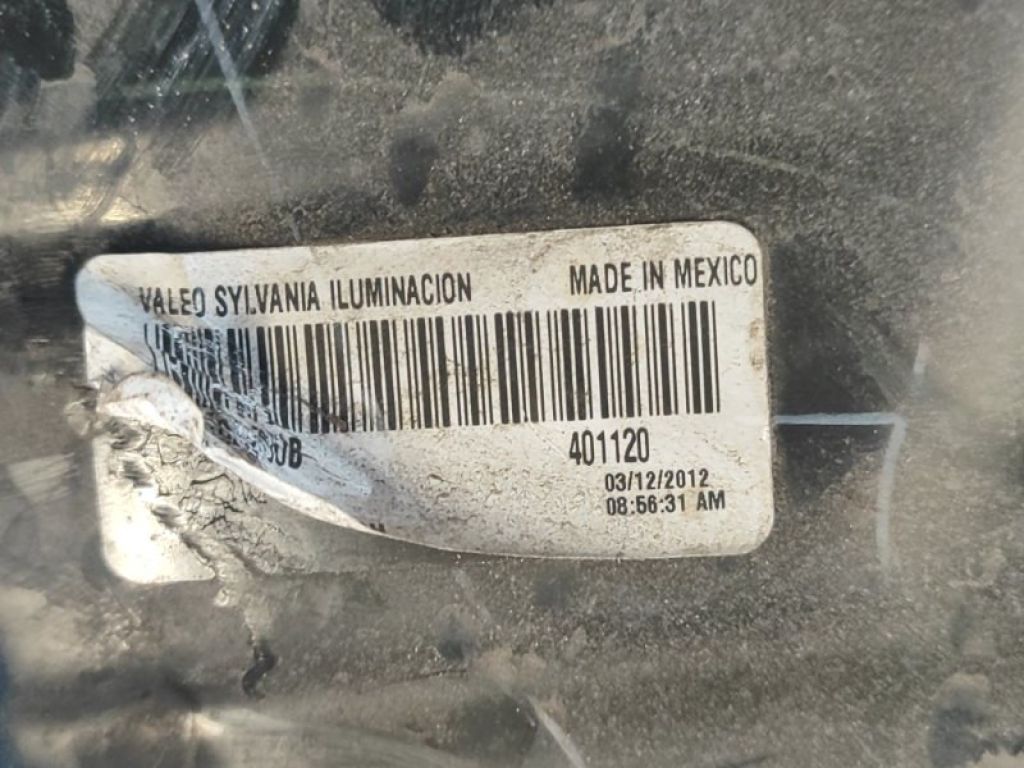 VALEO SYLVANIA ILUMINACION MADE IN MEXICO
401120
03/12/2012
08:56:31 AM